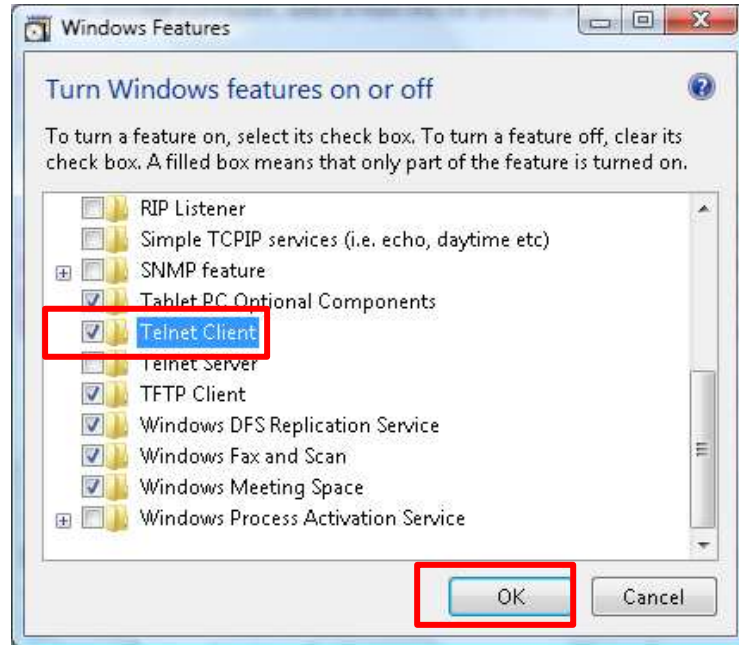 Windows Features
Turn Windows features on or off
To turn a feature on, select its check box. To turn a feature off, clear its
check box. A filled box means that only part of the feature is turned on.
RIP Listener
Simple TCPIP services (i.e. echo, daytime etc)
SNMP feature
Tablet PC Optional Components
Telnet Client
Telnet Server
TFTP Client
Windows DFS Replication Service
Windows Fax and Scan
Windows Meeting Space
Windows Process Activation Service
OK Cancel